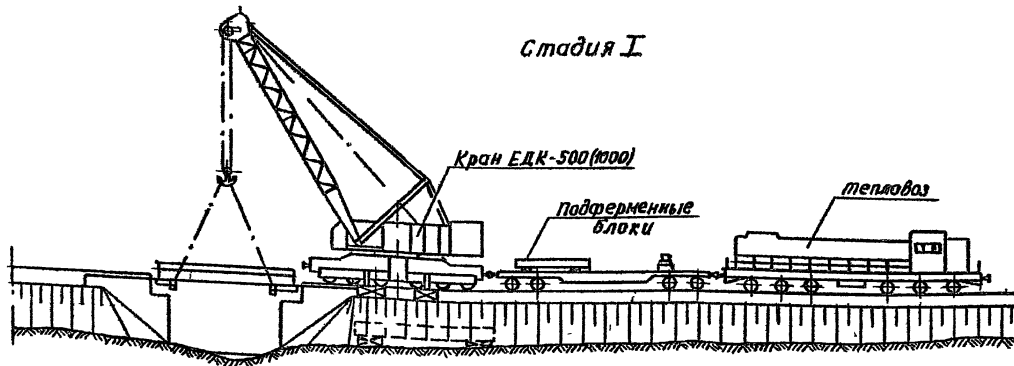 Стадия I
Кран ЕДК-500(1000)
Подферменные
блоки
тепловоз